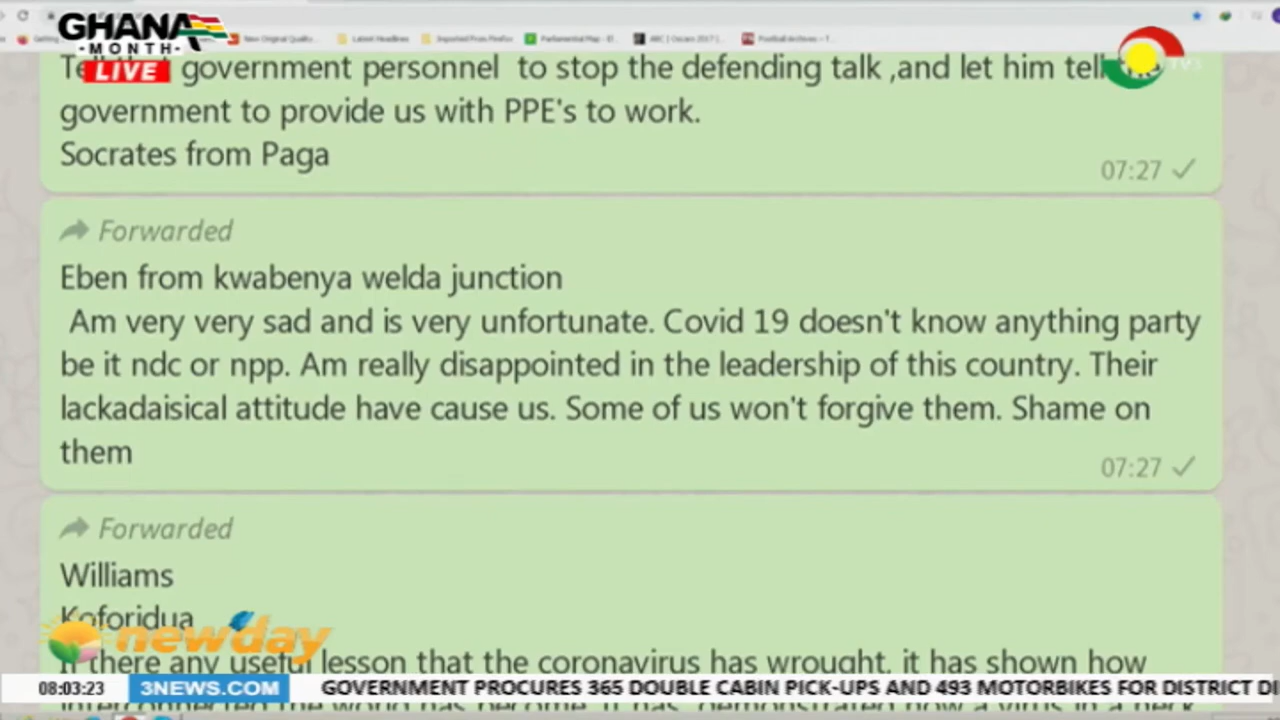 GHANA
-MONTH-
LIVE
government personnel to stop the defending talk ,and let him tell
government to provide us with PPE's to work.
Socrates from Paga
07:27
Forwarded
Eben from kwabenya welda junction
Am very very sad and is very unfortunate. Covid 19 doesn't know anything party
be it ndc or npp. Am really disappointed in the leadership of this country. Their
lackadaisical attitude have cause us. Some of us won't forgive them. Shame on
them
07:27
Forwarded
Williams
Koforidua
newday
there any useful lesson that the coronavirus has wrought, it has shown how
08:03:23
3NEWS.COM
GOVERNMENT PROCURES 365 DOUBLE CABIN PICK-UPS AND 493 MOTORBIKES FOR DISTRICT DI